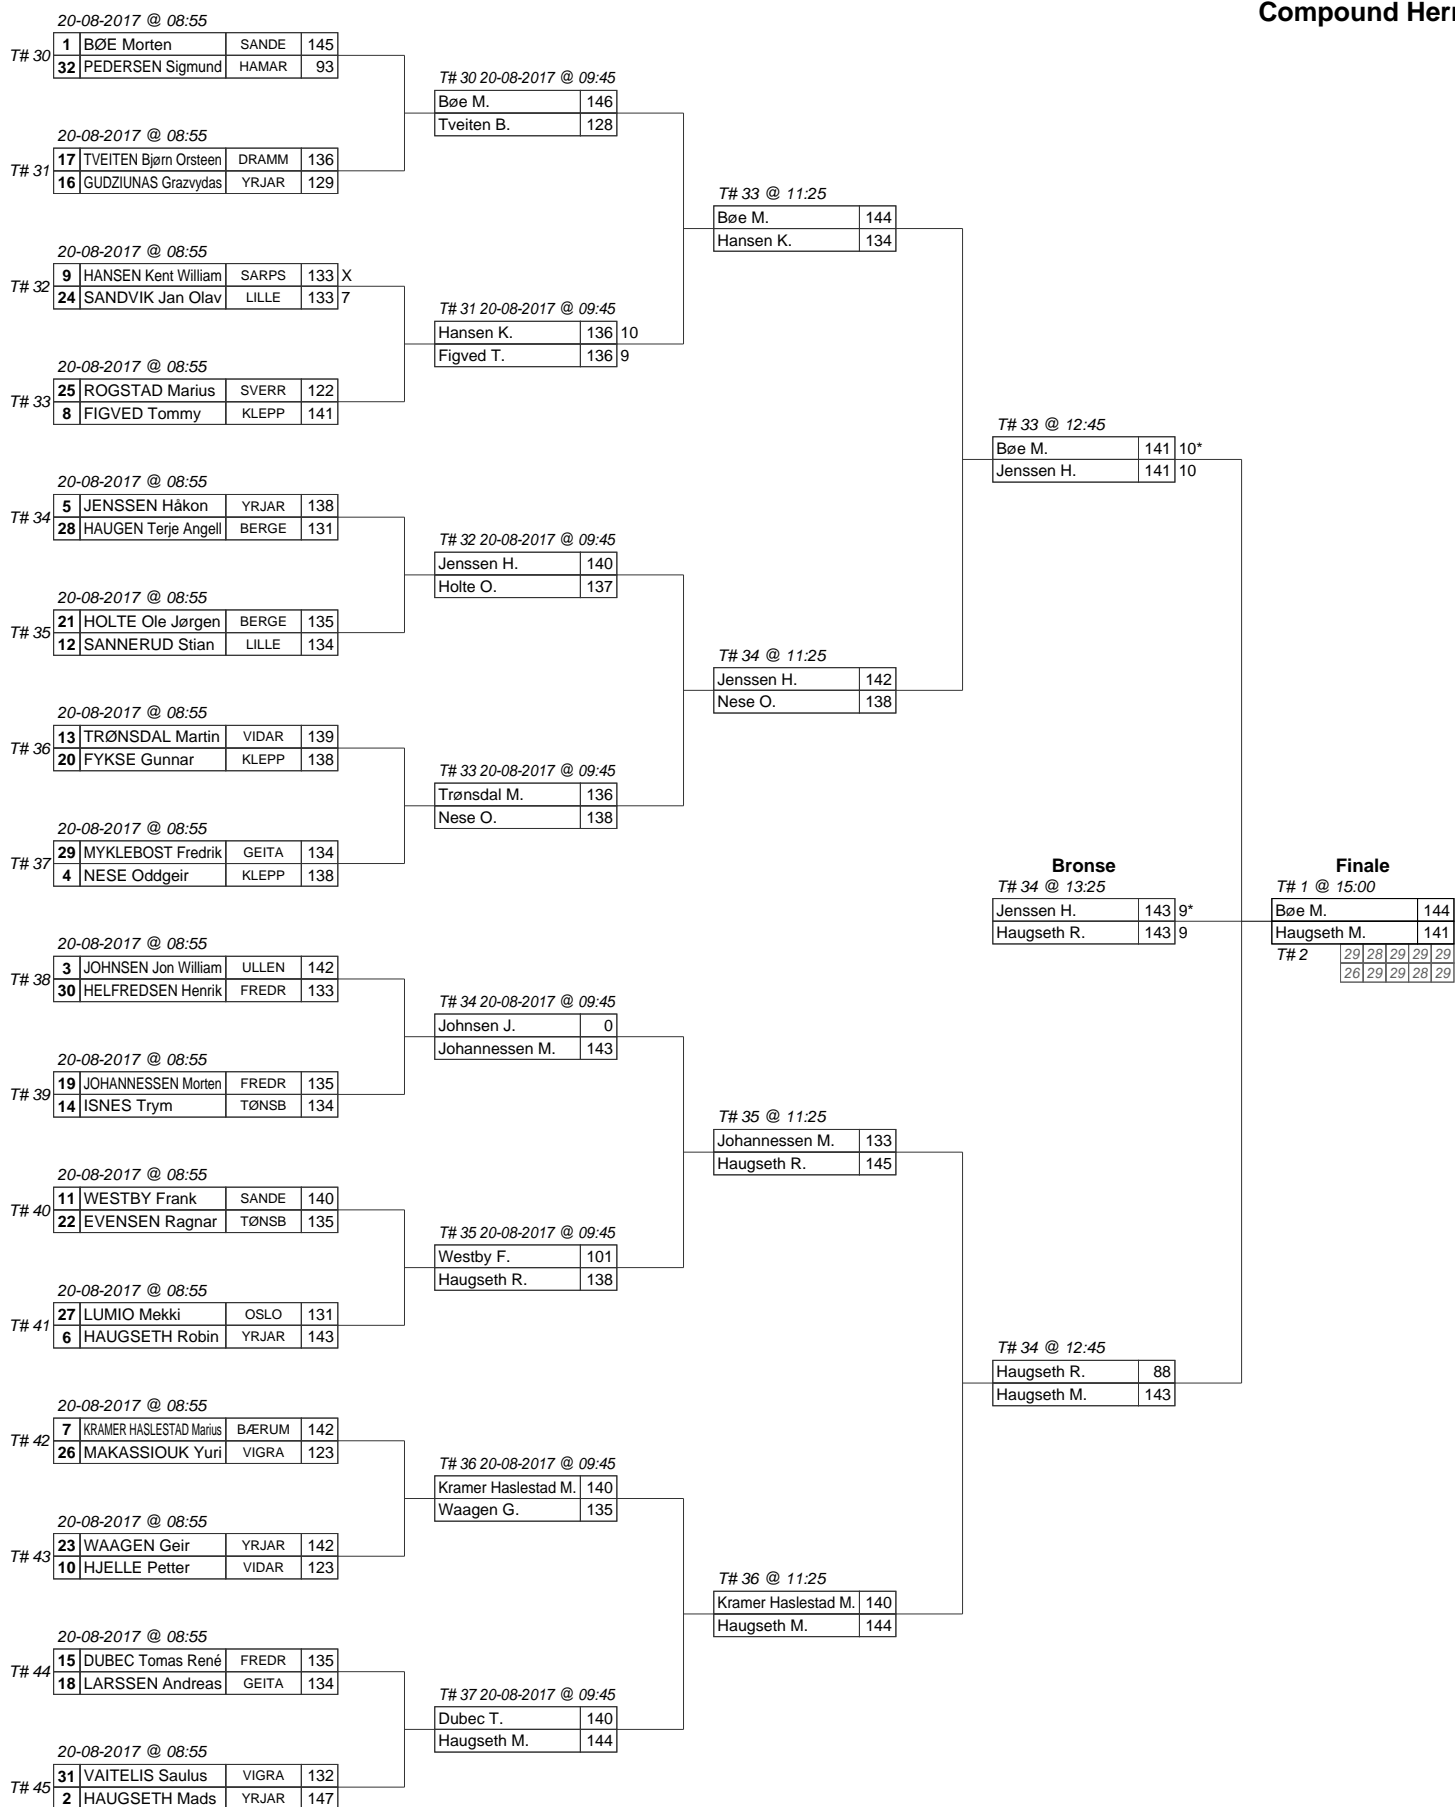 Compound Herr
20-08-2017 @ 08:55
T# 30
1 BØE Morten SANDE 145
32 PEDERSEN Sigmund HAMAR 93
20-08-2017 @ 08:55
T# 31
17 TVEITEN Bjørn Orsteen DRAMM 136
16 GUDZIUNAS Grazvydas YRJAR 129
20-08-2017 @ 08:55
T# 32
9 HANSEN Kent William SARPS 133 X
24 SANDVIK Jan Olav LILLE 133 7
20-08-2017 @ 08:55
T# 33
25 ROGSTAD Marius SVERR 122
8 FIGVED Tommy KLEPP 141
20-08-2017 @ 08:55
T# 34
5 JENSSEN Håkon YRJAR 138
28 HAUGEN Terje Angell BERGE 131
20-08-2017 @ 08:55
T# 35
21 HOLTE Ole Jørgen BERGE 135
12 SANNERUD Stian LILLE 134
20-08-2017 @ 08:55
T# 36
13 TRØNSDAL Martin VIDAR 139
20 FYKSE Gunnar KLEPP 138
20-08-2017 @ 08:55
T# 37
29 MYKLEBOST Fredrik GEITA 134
4 NESE Oddgeir KLEPP 138
20-08-2017 @ 08:55
T# 38
3 JOHNSEN Jon William ULLEN 142
30 HELFREDSEN Henrik FREDR 133
20-08-2017 @ 08:55
T# 39
19 JOHANNESSEN Morten FREDR 135
14 ISNES Trym TØNSB 134
20-08-2017 @ 08:55
T# 40
11 WESTBY Frank SANDE 140
22 EVENSEN Ragnar TØNSB 135
20-08-2017 @ 08:55
T# 41
27 LUMIO Mekki OSLO 131
6 HAUGSETH Robin YRJAR 143
20-08-2017 @ 08:55
T# 42
7 KRAMER HASLESTAD Marius BÆRUM 142
26 MAKASSIOUK Yuri VIGRA 123
20-08-2017 @ 08:55
T# 43
23 WAAGEN Geir YRJAR 142
10 HJELLE Petter VIDAR 123
20-08-2017 @ 08:55
T# 44
15 DUBEC Tomas René FREDR 135
18 LARSSEN Andreas GEITA 134
20-08-2017 @ 08:55
T# 45
31 VAITELIS Saulus VIGRA 132
2 HAUGSETH Mads YRJAR 147
T# 30 20-08-2017 @ 09:45
Bøe M. 146
Tveiten B. 128
T# 31 20-08-2017 @ 09:45
Hansen K. 136 10
Figved T. 136 9
T# 32 20-08-2017 @ 09:45
Jenssen H. 140
Holte O. 137
T# 33 20-08-2017 @ 09:45
Trønsdal M. 136
Nese O. 138
T# 34 20-08-2017 @ 09:45
Johnsen J. 0
Johannessen M. 143
T# 35 20-08-2017 @ 09:45
Westby F. 101
Haugseth R. 138
T# 36 20-08-2017 @ 09:45
Kramer Haslestad M. 140
Waagen G. 135
T# 37 20-08-2017 @ 09:45
Dubec T. 140
Haugseth M. 144
T# 33 @ 11:25
Bøe M. 144
Hansen K. 134
T# 34 @ 11:25
Jenssen H. 142
Nese O. 138
T# 35 @ 11:25
Johannessen M. 133
Haugseth R. 145
T# 36 @ 11:25
Kramer Haslestad M. 140
Haugseth M. 144
T# 33 @ 12:45
Bøe M. 141 10*
Jenssen H. 141 10
Bronse
T# 34 @ 13:25
Jenssen H. 143 9*
Haugseth R. 143 9
T# 34 @ 12:45
Haugseth R. 88
Haugseth M. 143
Finale
T# 1 @ 15:00
Bøe M. 144
Haugseth M. 141
T# 2
29 28 29 29 29
26 29 29 28 29